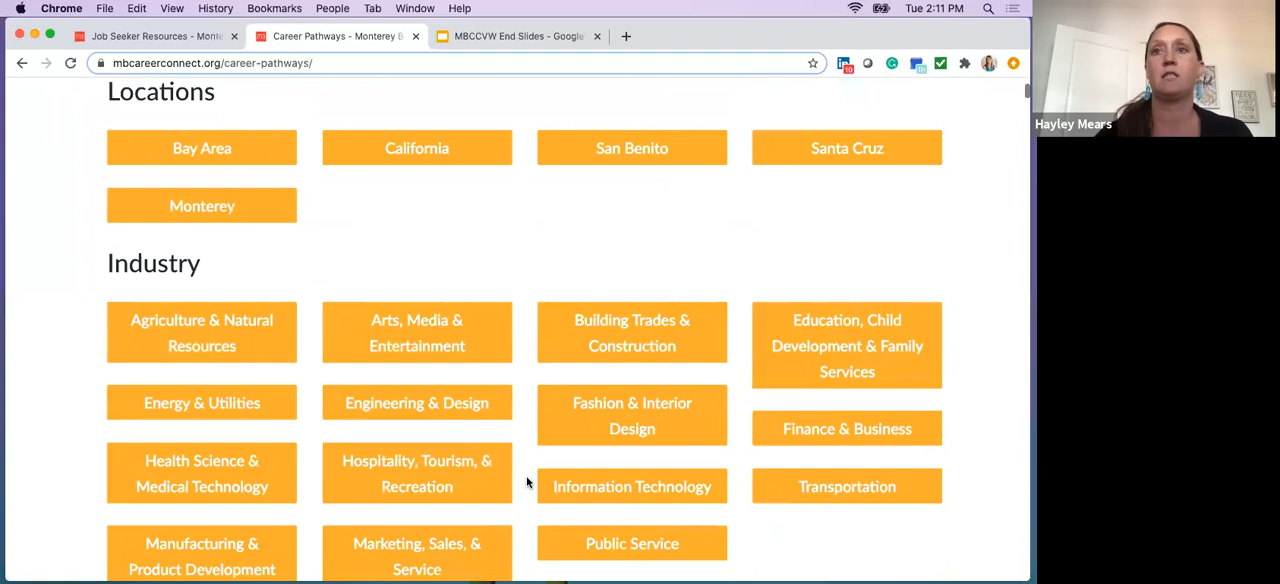 Chrome File Edit View History Bookmarks People Tab Window Help Tue 2:11 PM
Job Seeker Resources - Monte
Career Pathways - Monterey B
MBCCVW End Slides - Google
mbcareerconnect.org/career-pathways/
10
Hayley Mears
Locations
Bay Area
California
San Benito
Santa Cruz
Monterey
Industry
Agriculture & Natural
Resources
Arts, Media &
Entertainment
Building Trades &
Construction
Education, Child
Development & Family
Services
Energy & Utilities
Engineering & Design
Fashion & Interior
Design
Finance & Business
Health Science &
Medical Technology
Hospitality, Tourism, &
Recreation
Information Technology
Transportation
Manufacturing &
Product Development
Marketing, Sales, &
Service
Public Service